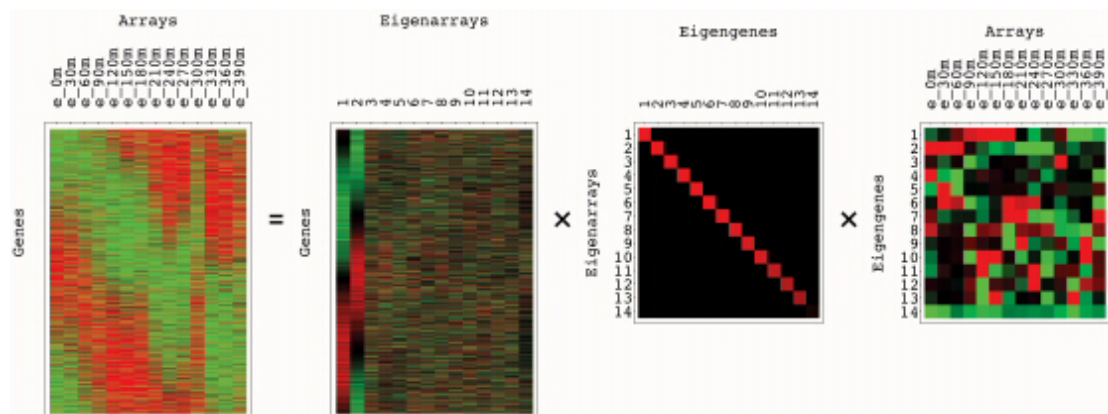 Arrays
e_0m
e_30m
e_60m
e_90m
e_120m
e_150m
e_180m
e_210m
e_240m
e_270m
e_300m
e_330m
e_360m
e_390m
Genes
=
Eigenarrays
1 2 3 4 5 6 7 8 9 10 11 12 13 14
Genes
×
Eigengenes
1 2 3 4 5 6 7 8 9 10 11 12 13 14
Eigenarrays
1
2
3
4
5
6
7
8
9
10
11
12
13
14
×
Arrays
e_0m
e_30m
e_60m
e_90m
e_120m
e_150m
e_180m
e_210m
e_240m
e_270m
e_300m
e_330m
e_360m
e_390m
Eigengenes
1
2
3
4
5
6
7
8
9
10
11
12
13
14